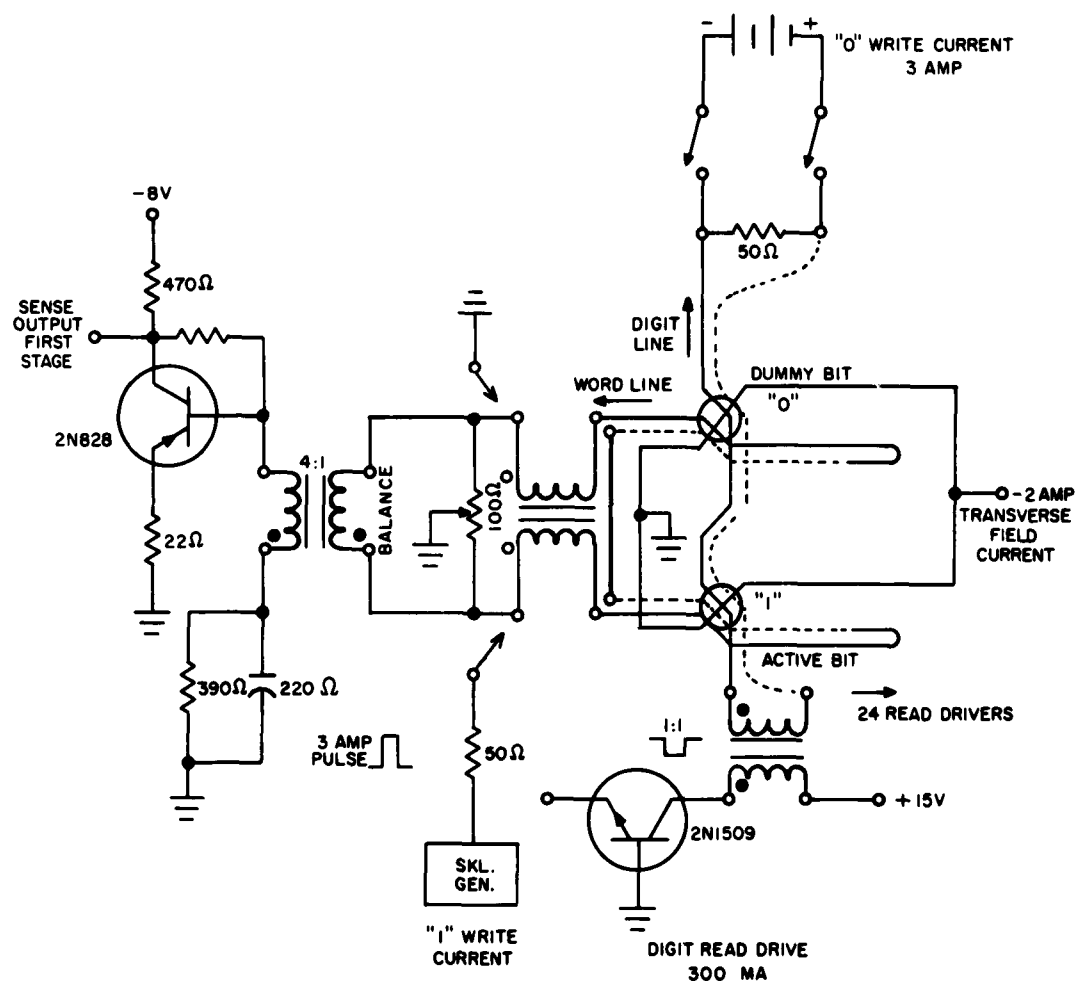 - +
"0" WRITE CURRENT
3 AMP
-8V
470Ω
50Ω
SENSE
OUTPUT
FIRST
STAGE
DIGIT
LINE
WORD LINE
DUMMY BIT
"0"
2N828
4:1
BALANCE
100Ω
-2 AMP
TRANSVERSE
FIELD
CURRENT
22Ω
"1"
ACTIVE BIT
390Ω
220 Ω
24 READ DRIVERS
3 AMP
PULSE
50Ω
1:1
+15V
2N1509
SKL.
GEN.
"1" WRITE
CURRENT
DIGIT READ DRIVE
300 MA